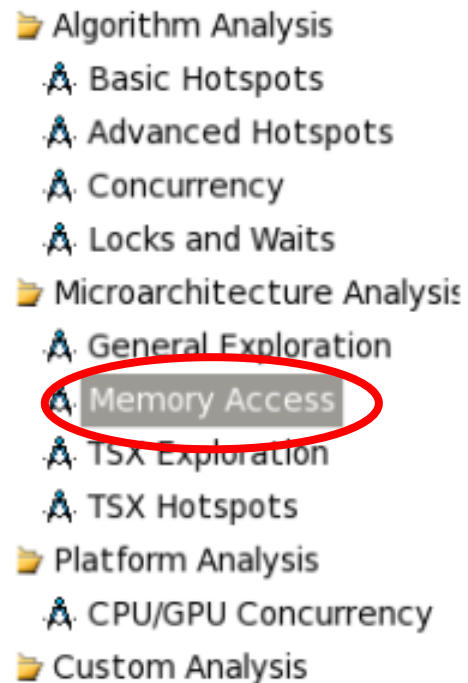 Algorithm Analysis
Basic Hotspots
Advanced Hotspots
Concurrency
Locks and Waits
Microarchitecture Analysis
General Exploration
Memory Access
TSX Exploration
TSX Hotspots
Platform Analysis
CPU/GPU Concurrency
Custom Analysis